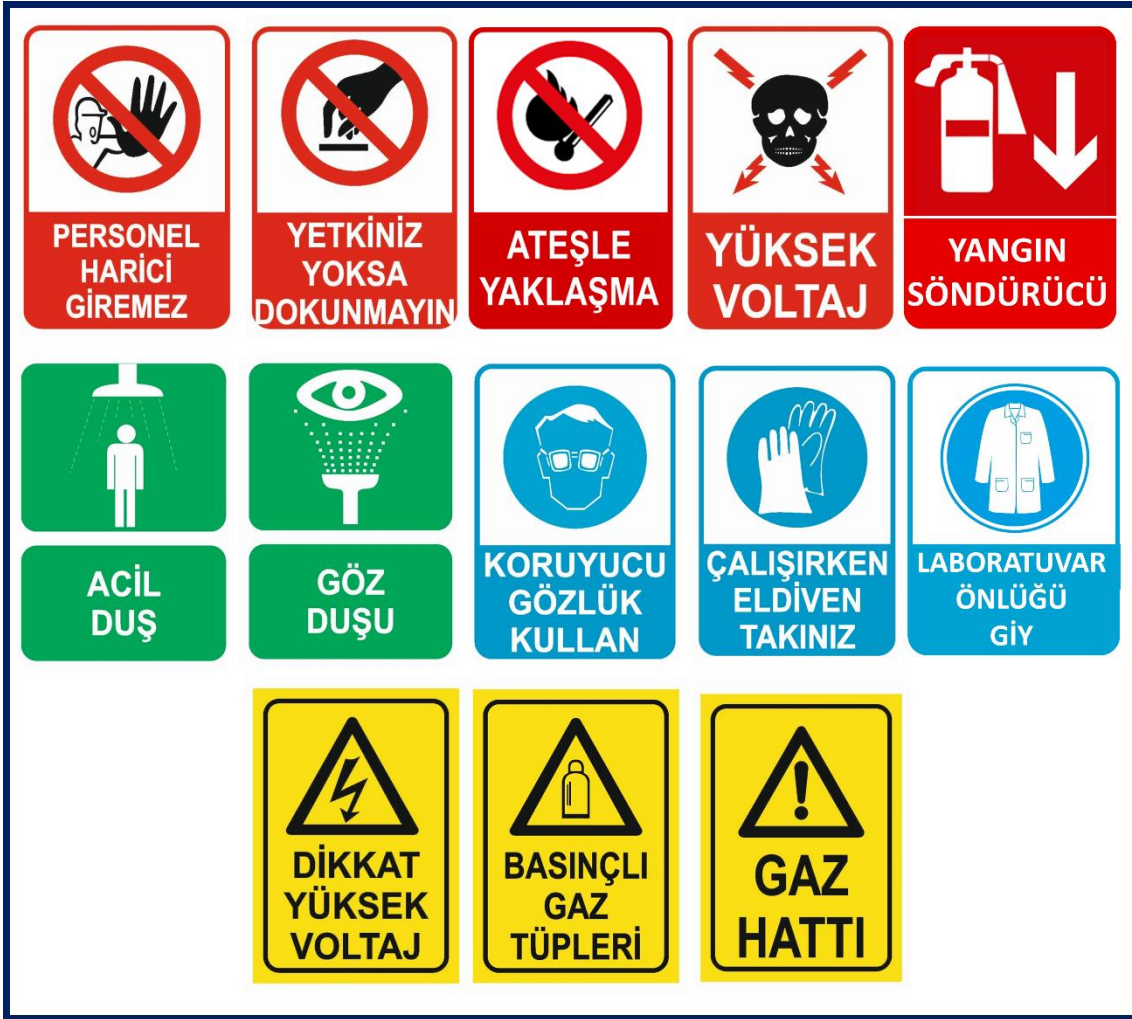 PERSONEL
HARİCİ
GİREMEZ
YETKİNİZ
YOKSA
DOKUNMAYIN
ATEŞLE
YAKLAŞMA
YÜKSEK
VOLTAJ
YANGIN
SÖNDÜRÜCÜ
ACİL
DUŞ
GÖZ
DUŞU
KORUYUCU
GÖZLÜK
KULLAN
ÇALIŞIRKEN
ELDİVEN
TAKINIZ
LABORATUVAR
ÖNLÜĞÜ
GİY
DİKKAT
YÜKSEK
VOLTAJ
BASINÇLI
GAZ
TÜPLERİ
GAZ
HATTI